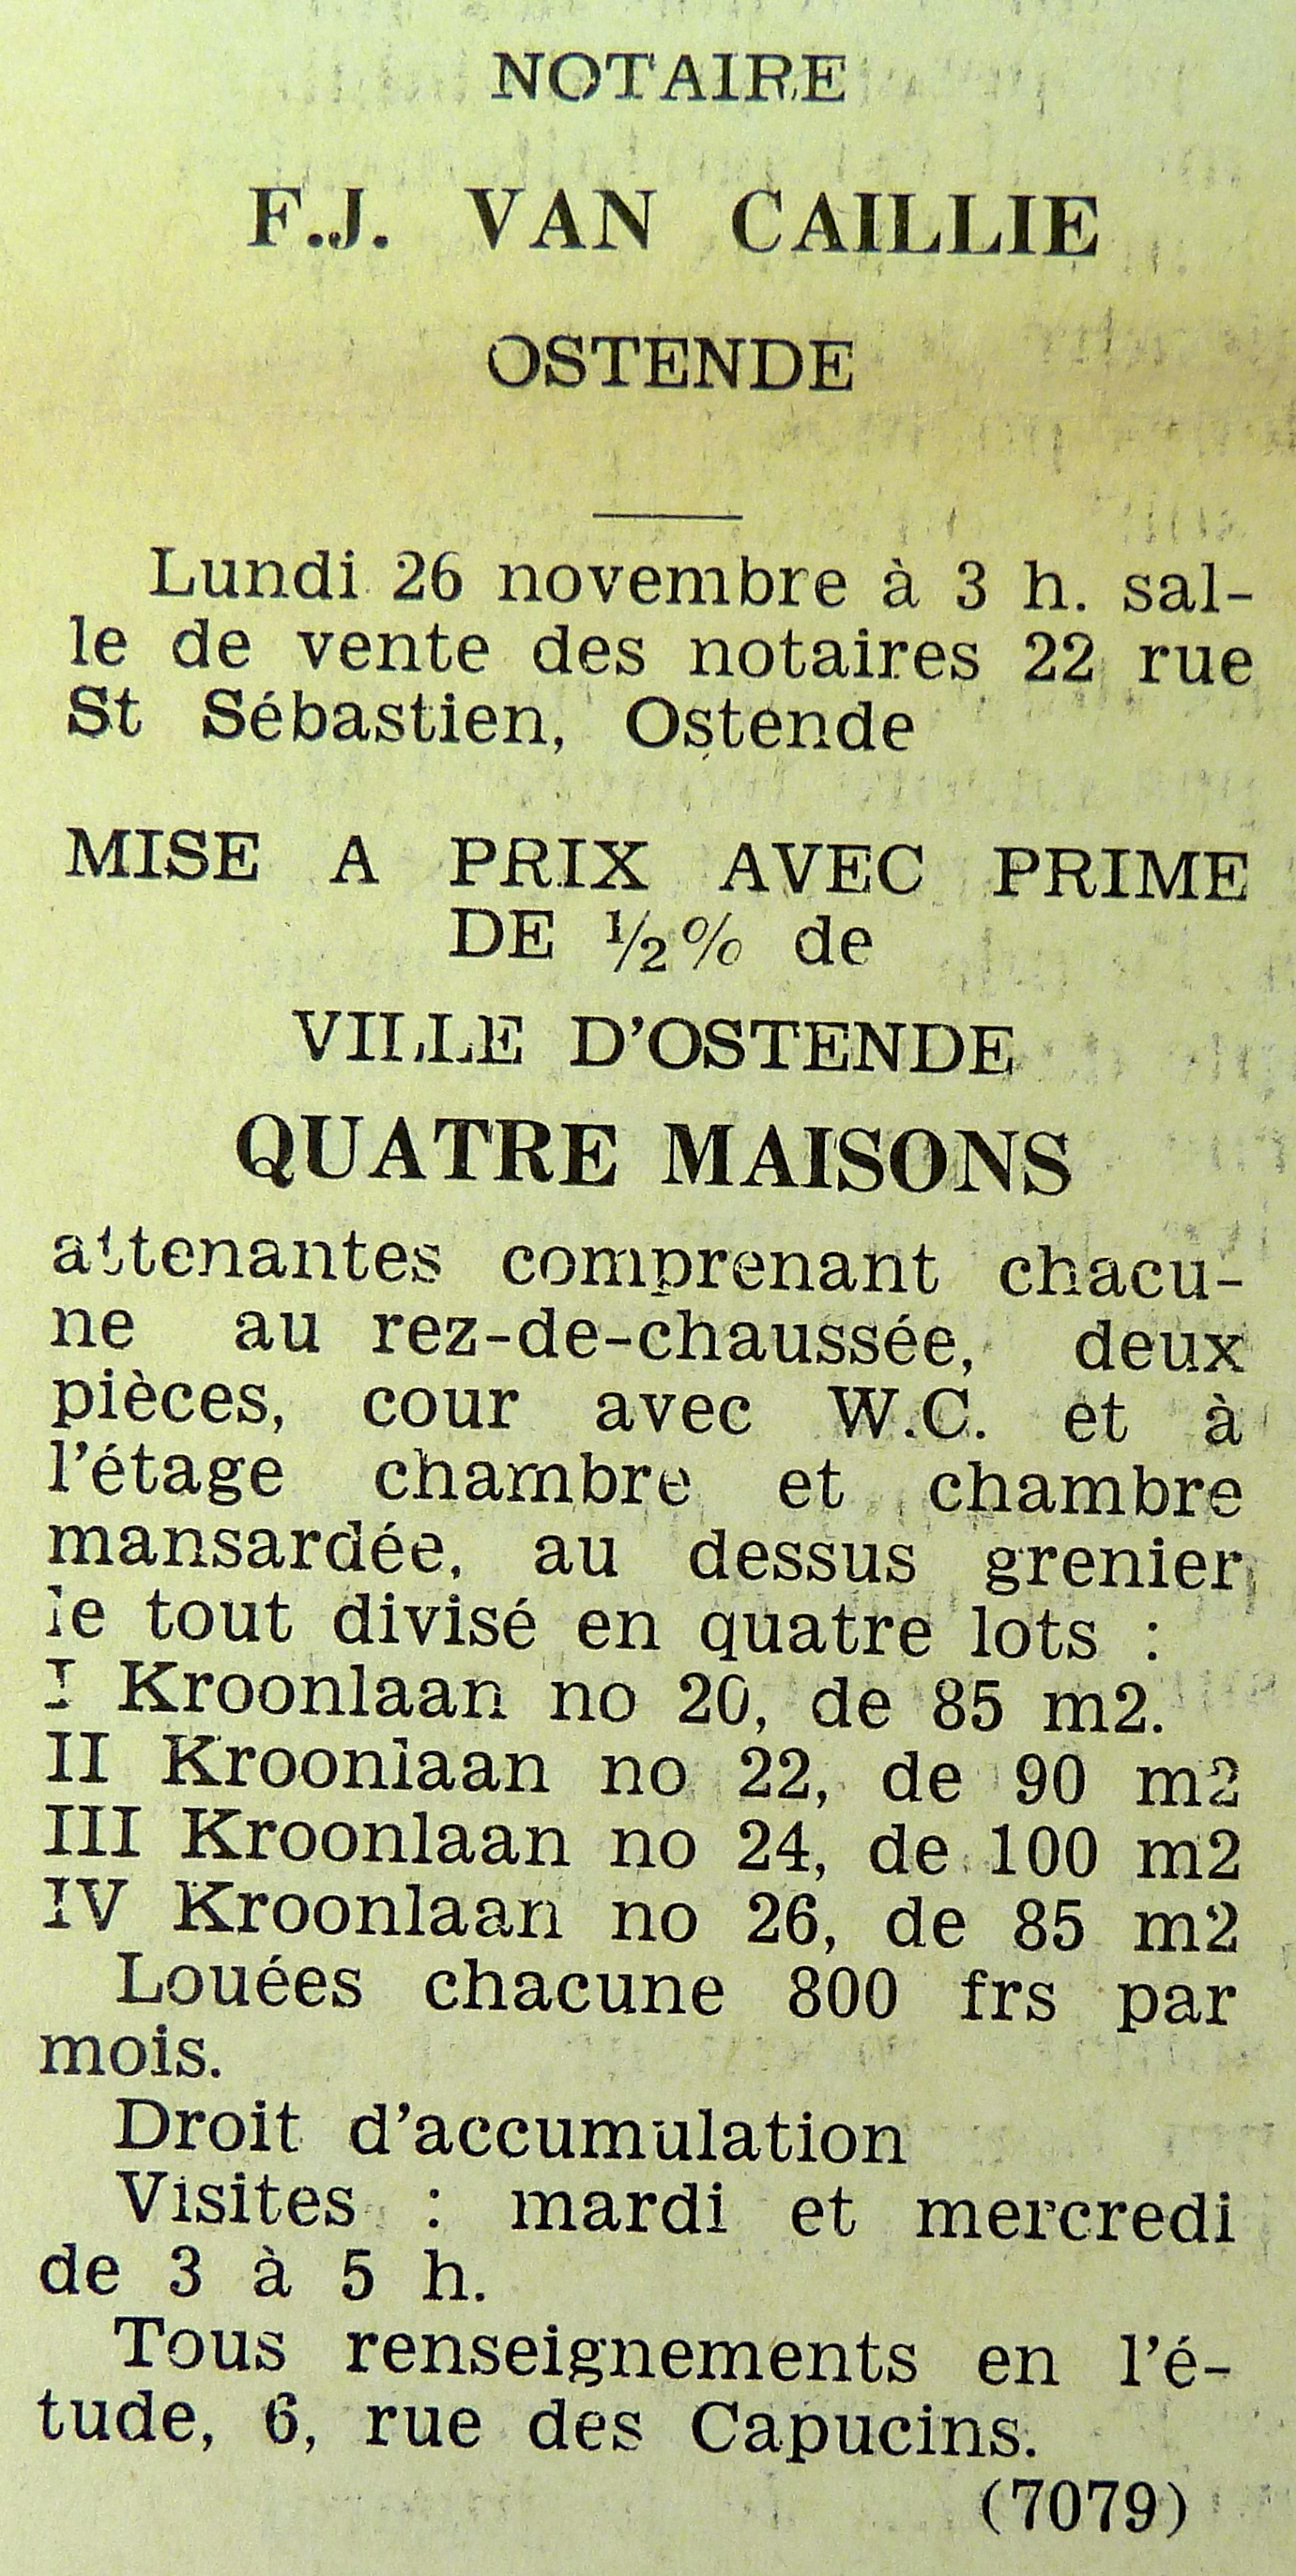 NOTAIRE
F.J. VAN CAILLIE
OSTENDE
Lundi 26 novembre à 3 h. sal-
le de vente des notaires 22 rue
St Sébastien, Ostende
MISE A PRIX AVEC PRIME
DE ½% de
VILLE D'OSTENDE
QUATRE MAISONS
attenantes comprenant chacu-
ne au rez-de-chaussée, deux
pièces, cour avec W.C. et à
l'étage chambre et chambre
mansardée, au dessus grenier
le tout divisé en quatre lots :
I Kroonlaan no 20, de 85 m2.
II Kroonlaan no 22, de 90 m2
III Kroonlaan no 24, de 100 m2
IV Kroonlaan no 26, de 85 m2
Louées chacune 800 frs par
mois.
Droit d'accumulation
Visites : mardi et mercredi
de 3 à 5 h.
Tous renseignements en l'é-
tude, 6, rue des Capucins.
(7079)